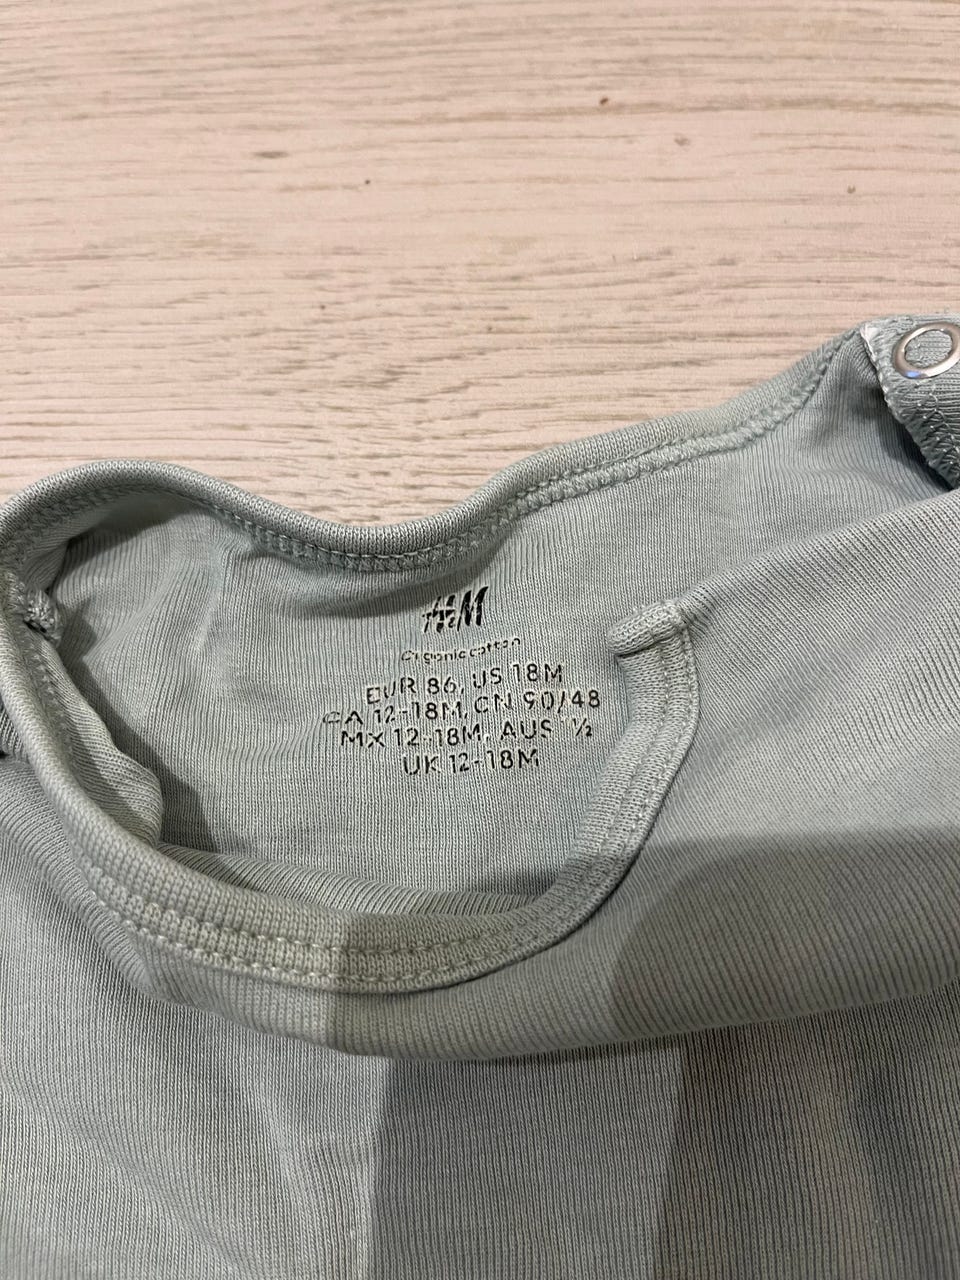 H&M
Organic cotton
EUR 86, US 18M
CA 12-18M, CN 90/48
MX 12-18M, AUS 1½
UK 12-18M